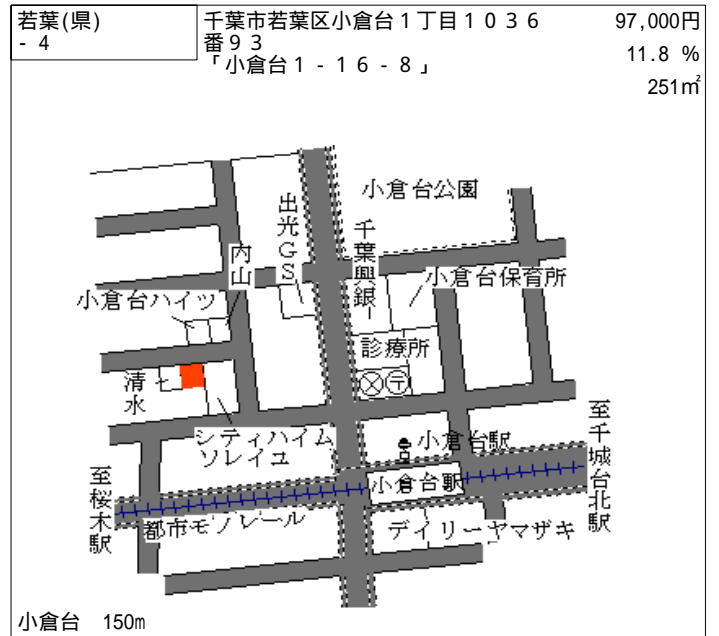 若葉(県)
- 4
千葉市若葉区小倉台1丁目1036
番93
「小倉台1-16-8」
97,000円
11.8 %
251㎡
小倉台公園
出光GS
千葉興銀
内山
小倉台保育所
小倉台ハイツ
診療所
〒
清水
シティハイム
ソレイユ
小倉台駅
小倉台駅
至千城台北駅
至桜木駅
都市モノレール
デイリーヤマザキ
小倉台 150m